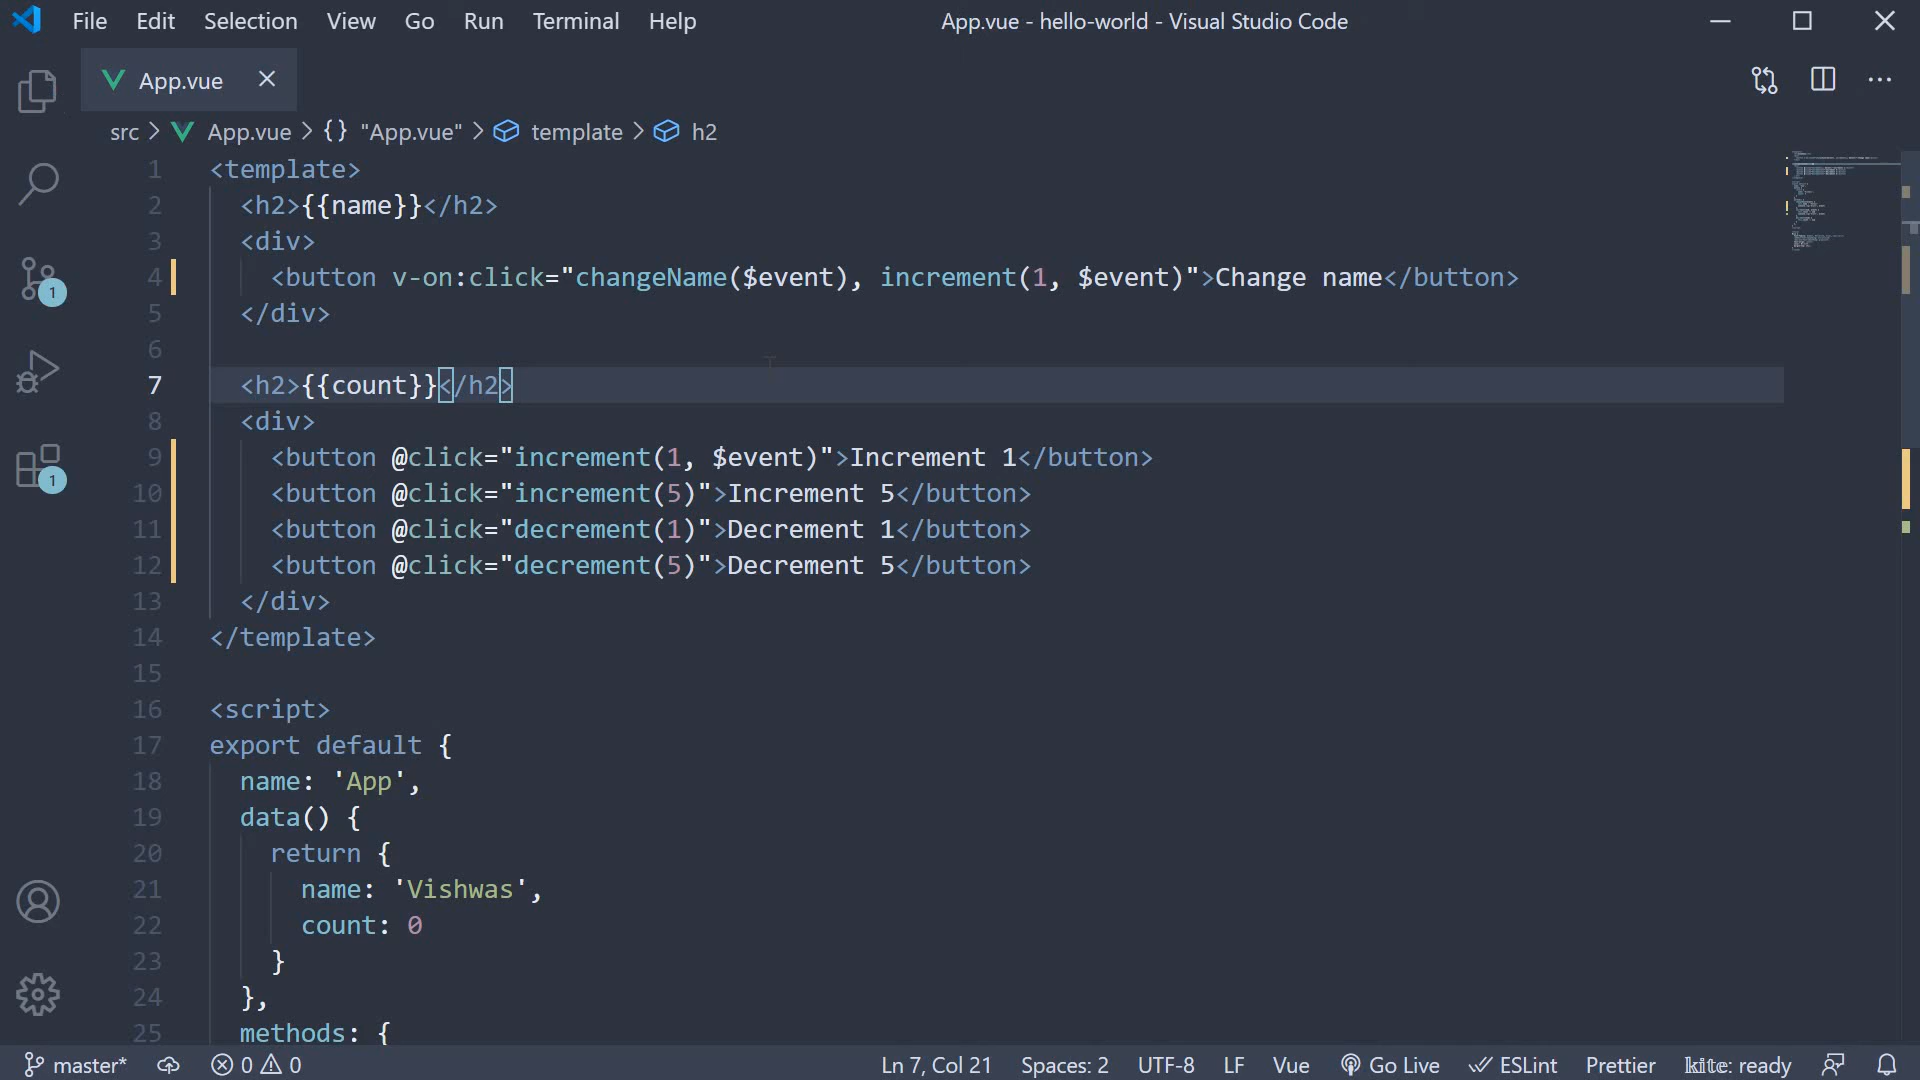 File Edit Selection View Go Run Terminal Help App.vue - hello-world - Visual Studio Code
App.vue
src > App.vue > {} "App.vue" > template > h2
1 <template>
2 <h2>{{name}}</h2>
3 <div>
4 <button v-on:click="changeName($event), increment(1, $event)">Change name</button>
5 </div>
6
7 <h2>{{count}}</h2>
8 <div>
9 <button @click="increment(1, $event)">Increment 1</button>
10 <button @click="increment(5)">Increment 5</button>
11 <button @click="decrement(1)">Decrement 1</button>
12 <button @click="decrement(5)">Decrement 5</button>
13 </div>
14 </template>
15
16 <script>
17 export default {
18 name: 'App',
19 data() {
20 return {
21 name: 'Vishwas',
22 count: 0
23 }
24 },
25 methods: {
1
1
master* 0 0 Ln 7, Col 21 Spaces: 2 UTF-8 LF Vue Go Live ESLint Prettier kite: ready